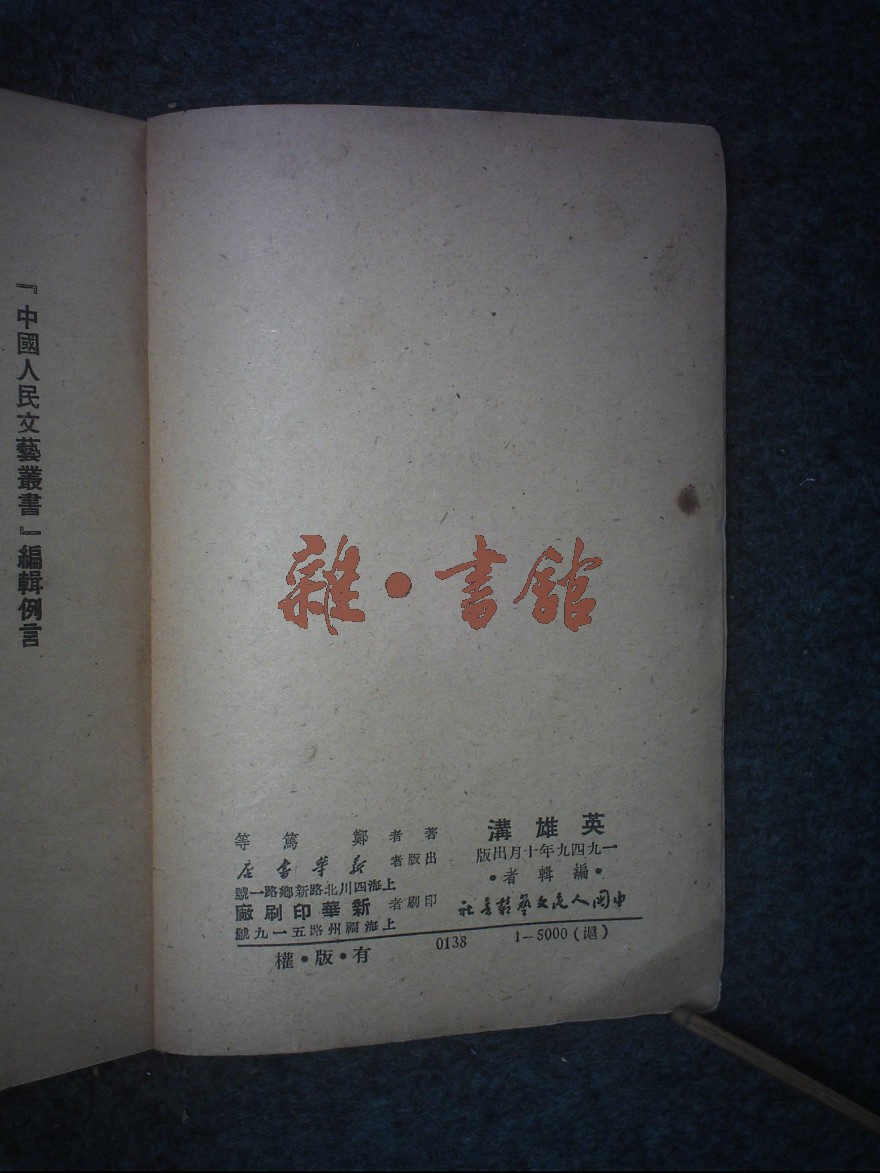 『中國人民文藝叢書』編輯例言
雜·書館
英雄溝
一九四九年十月出版
·編輯者·
中國人民文藝叢書社
著者 鄭篤等
出版者 新華書店
上海四川北路新鄉路一號
印刷者 新華印刷廠
上海福州路五一九號
0138 1-5000(滬)
有·版·權